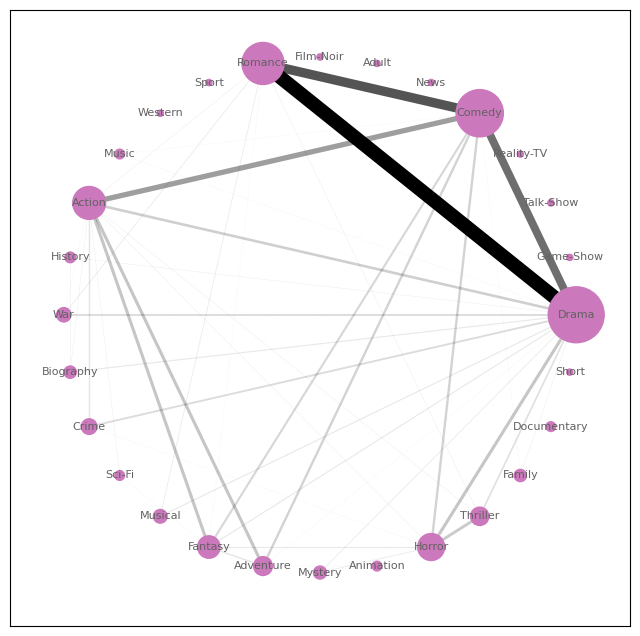 Film-Noir
Romance
Adult
Sport
News
Western
Comedy
Music
Reality-TV
Action
Talk-Show
History
Game-Show
War
Drama
Biography
Short
Crime
Documentary
Sci-Fi
Family
Musical
Thriller
Fantasy
Horror
Adventure
Animation
Mystery